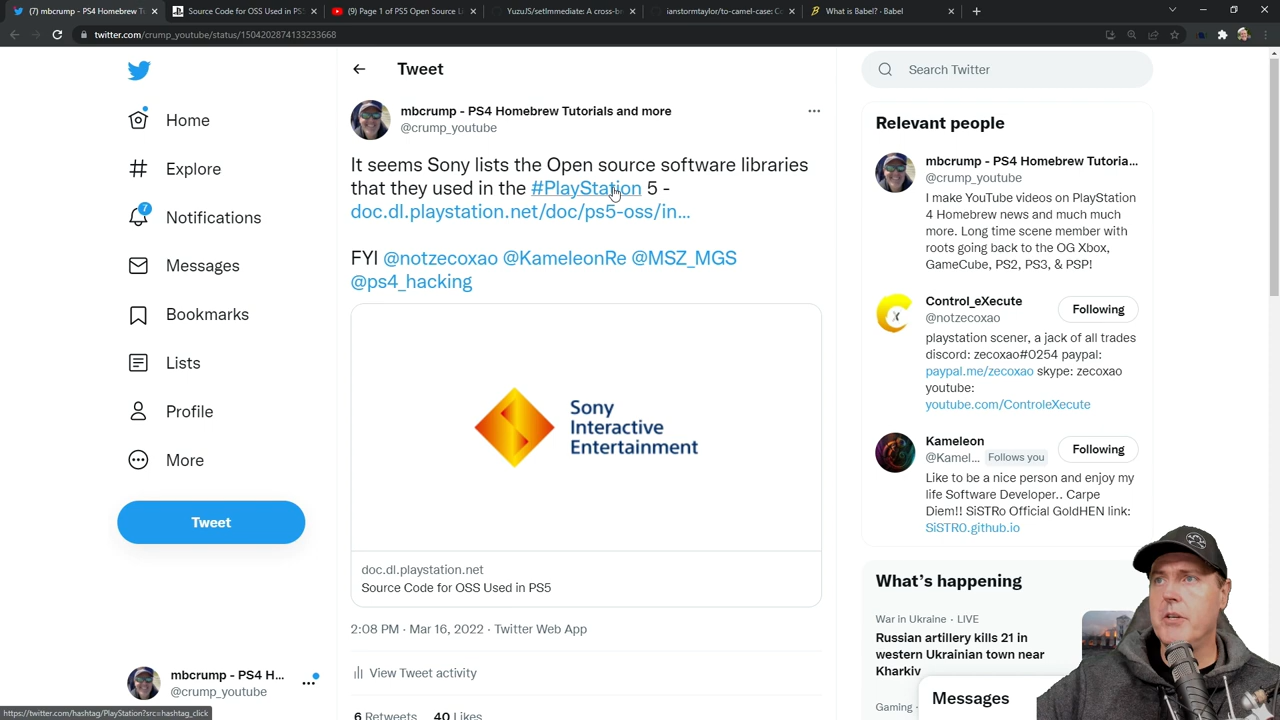 (7) mbcrump - PS4 Homebrew Tu
Source Code for OSS Used in PS5
(9) Page 1 of PS5 Open Source Li
YuzuJS/setImmediate: A cross-br
ianstormtaylor/to-camel-case: Co
What is Babel? · Babel
twitter.com/crump_youtube/status/1504202874133233668
Home
Explore
7
Notifications
Messages
Bookmarks
Lists
Profile
More
Tweet
mbcrump - PS4 H...
@crump_youtube
https://twitter.com/hashtag/PlayStation?src=hashtag_click
Tweet
mbcrump - PS4 Homebrew Tutorials and more
@crump_youtube
It seems Sony lists the Open source software libraries
that they used in the #PlayStation 5 -
doc.dl.playstation.net/doc/ps5-oss/in...
FYI @notzecoxao @KameleonRe @MSZ_MGS
@ps4_hacking
Sony
Interactive
Entertainment
doc.dl.playstation.net
Source Code for OSS Used in PS5
2:08 PM · Mar 16, 2022 · Twitter Web App
View Tweet activity
6 Retweets 40 Likes
Search Twitter
Relevant people
mbcrump - PS4 Homebrew Tutoria...
@crump_youtube
I make YouTube videos on PlayStation
4 Homebrew news and much much
more. Long time scene member with
roots going back to the OG Xbox,
GameCube, PS2, PS3, & PSP!
Control_eXecute
@notzecoxao
Following
playstation scener, a jack of all trades
discord: zecoxao#0254 paypal:
paypal.me/zecoxao skype: zecoxao
youtube:
youtube.com/ControleXecute
Kameleon
@Kamel... Follows you
Following
Like to be a nice person and enjoy my
life Software Developer.. Carpe
Diem!! SiSTRo Official GoldHEN link:
SiSTR0.github.io
What's happening
War in Ukraine · LIVE
Russian artillery kills 21 in
western Ukrainian town near
Kharkiv
Gaming ·
Messages